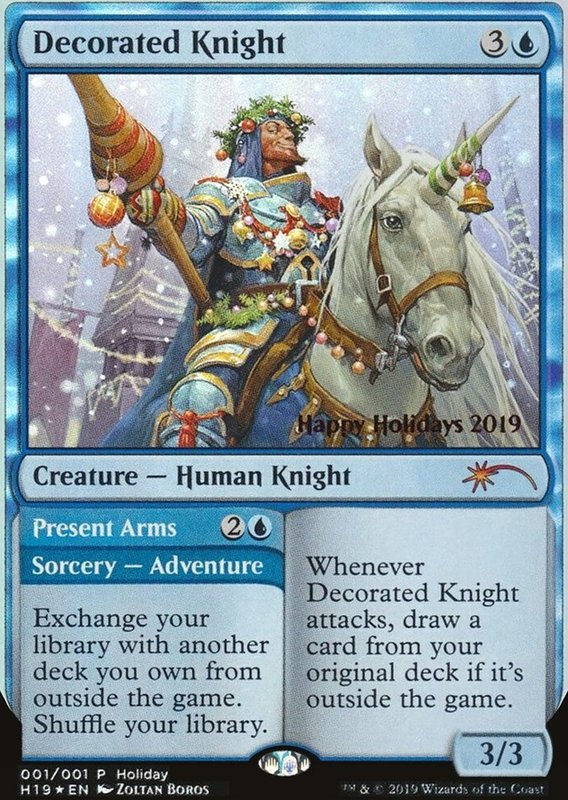 Decorated Knight 3
Happy Holidays 2019
Creature — Human Knight
Present Arms 2
Sorcery — Adventure
Exchange your
library with another
deck you own from
outside the game.
Shuffle your library.
Whenever
Decorated Knight
attacks, draw a
card from your
original deck if it's
outside the game.
3/3
001/001 P Holiday
H19★EN Zoltan Boros
™ & © 2019 Wizards of the Coast